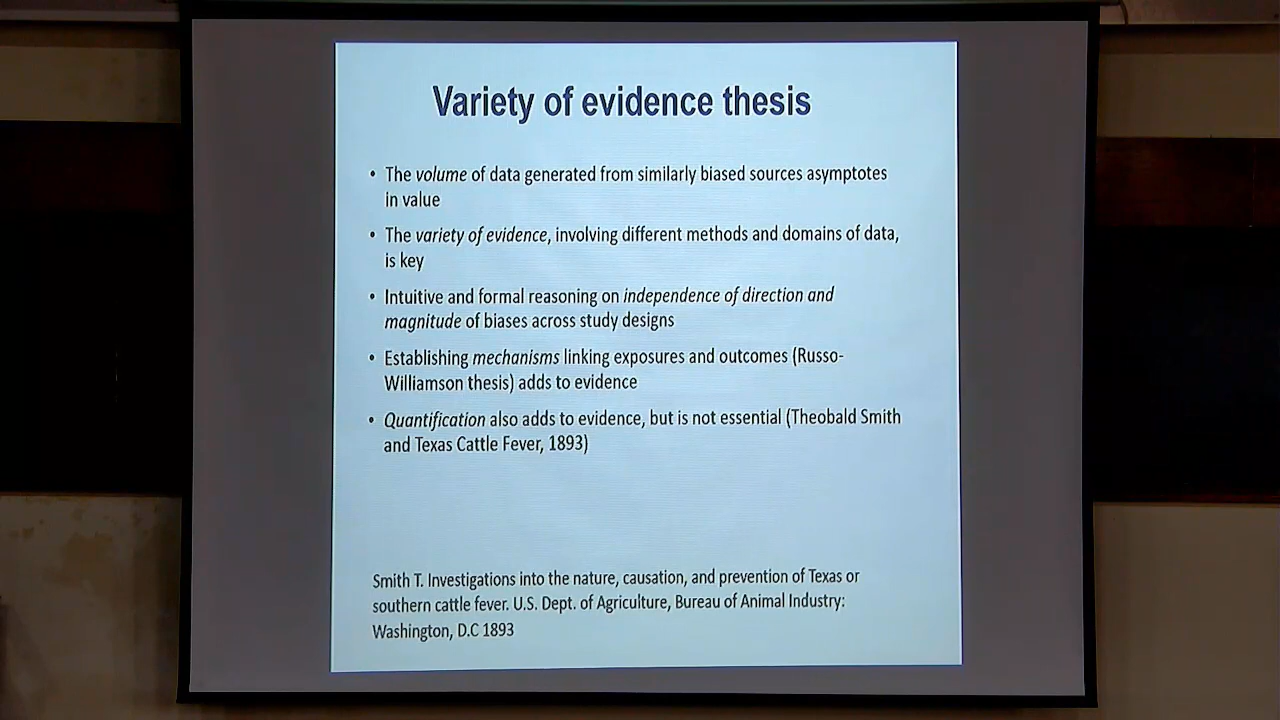 Variety of evidence thesis
• The volume of data generated from similarly biased sources asymptotes
in value
• The variety of evidence, involving different methods and domains of data,
is key
• Intuitive and formal reasoning on independence of direction and
magnitude of biases across study designs
• Establishing mechanisms linking exposures and outcomes (Russo-
Williamson thesis) adds to evidence
• Quantification also adds to evidence, but is not essential (Theobald Smith
and Texas Cattle Fever, 1893)
Smith T. Investigations into the nature, causation, and prevention of Texas or
southern cattle fever. U.S. Dept. of Agriculture, Bureau of Animal Industry:
Washington, D.C 1893